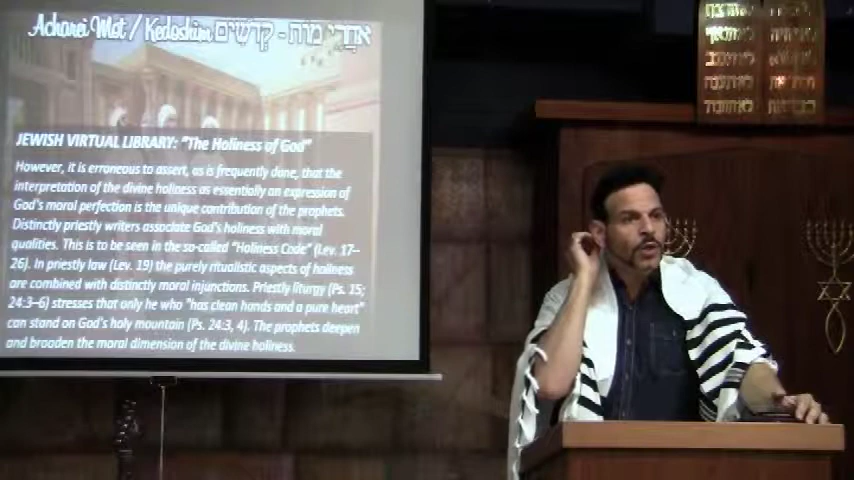 Acharei Mot / Kedoshim אַחֲרֵי מוֹת - קְדֹשִׁים
JEWISH VIRTUAL LIBRARY: "The Holiness of God"
However, it is erroneous to assert, as is frequently done, that the
interpretation of the divine holiness as essentially an expression of
God's moral perfection is the unique contribution of the prophets.
Distinctly priestly writers associate God's holiness with moral
qualities. This is to be seen in the so-called "Holiness Code" (Lev. 17–
26). In priestly law (Lev. 19) the purely ritualistic aspects of holiness
are combined with distinctly moral injunctions. Priestly liturgy (Ps. 15;
24:3–6) stresses that only he who "has clean hands and a pure heart"
can stand on God's holy mountain (Ps. 24:3, 4). The prophets deepen
and broaden the moral dimension of the divine holiness.